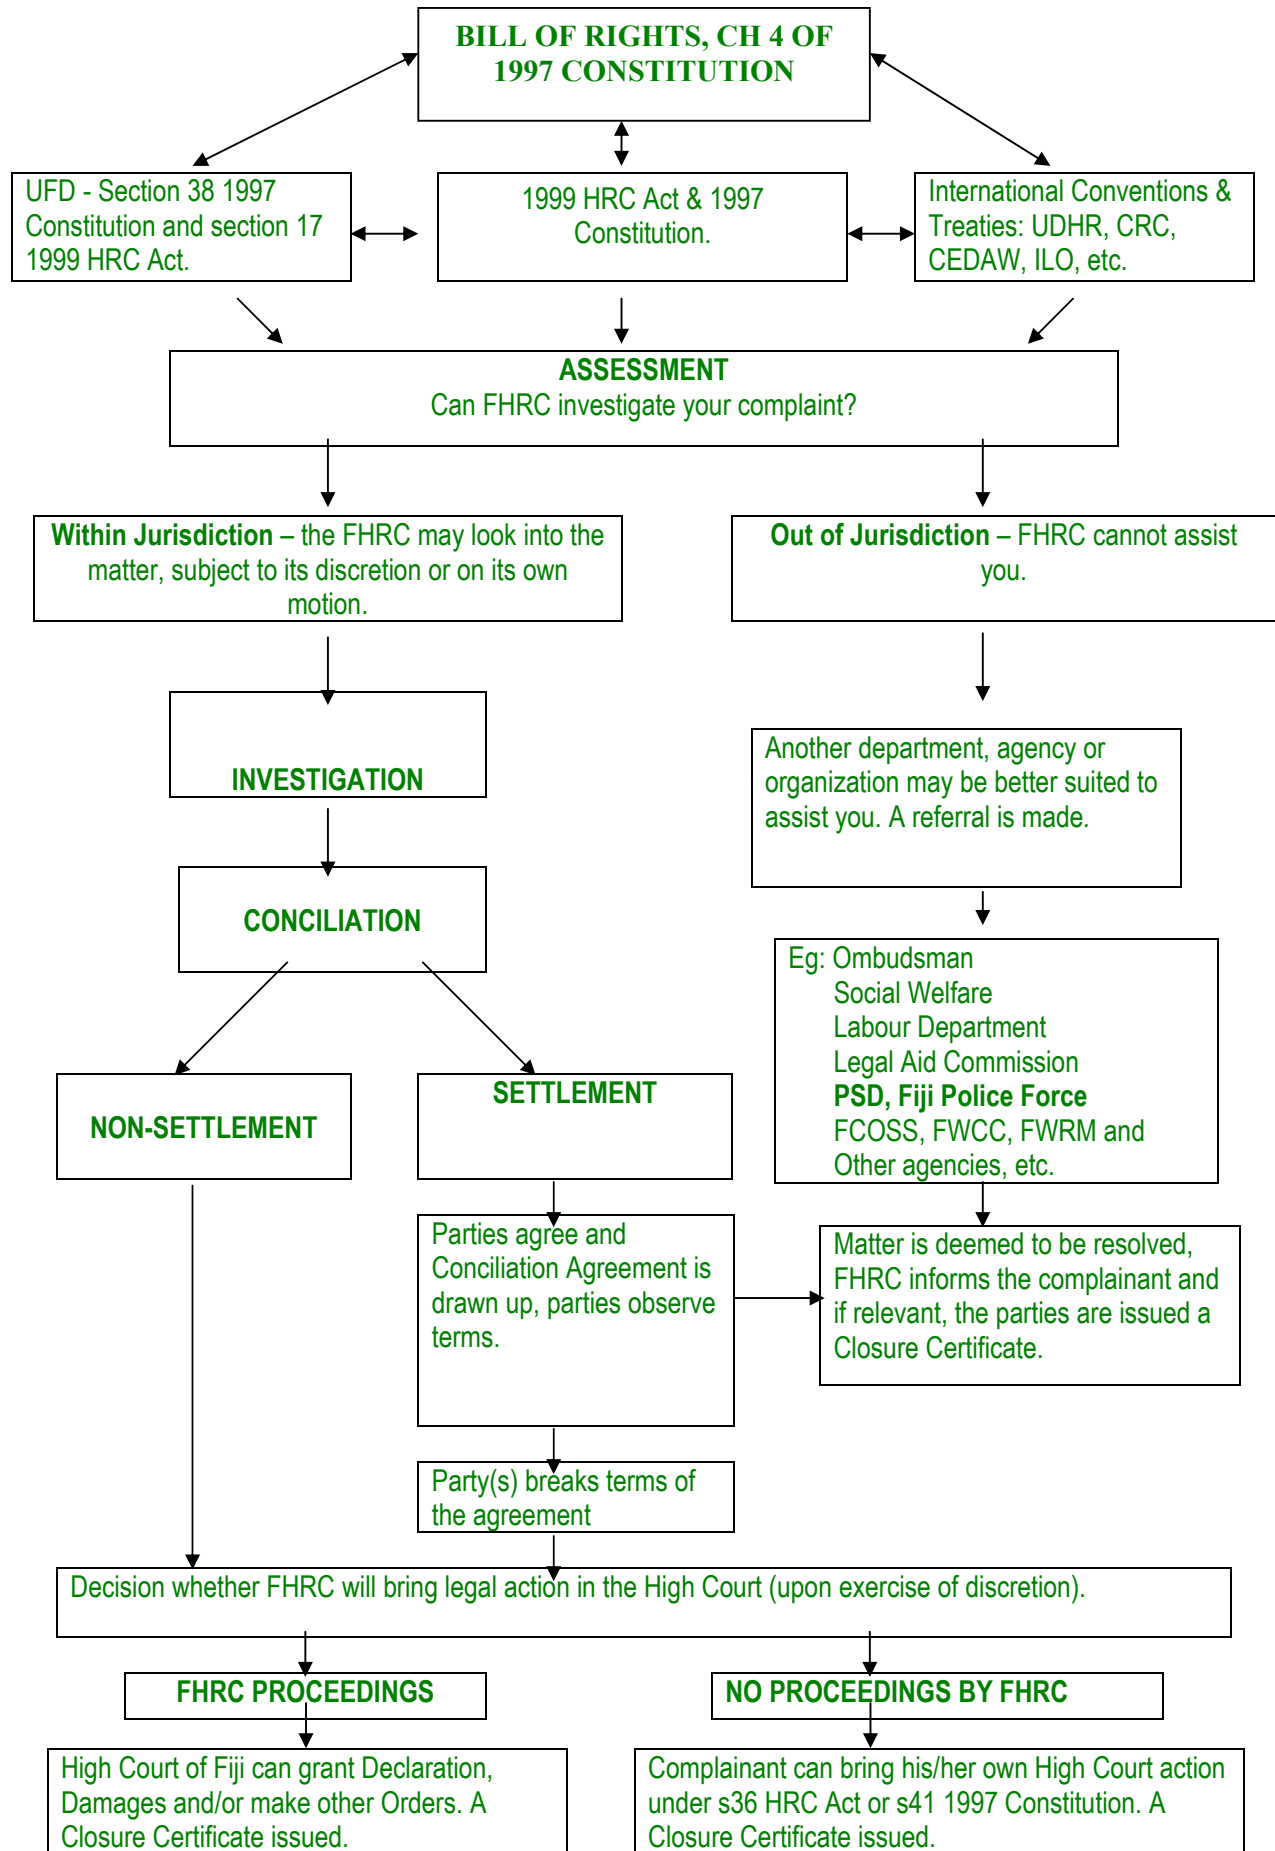 BILL OF RIGHTS, CH 4 OF
1997 CONSTITUTION
UFD - Section 38 1997
Constitution and section 17
1999 HRC Act.
1999 HRC Act & 1997
Constitution.
International Conventions &
Treaties: UDHR, CRC,
CEDAW, ILO, etc.
ASSESSMENT
Can FHRC investigate your complaint?
Within Jurisdiction – the FHRC may look into the
matter, subject to its discretion or on its own
motion.
Out of Jurisdiction – FHRC cannot assist
you.
INVESTIGATION
Another department, agency or
organization may be better suited to
assist you. A referral is made.
CONCILIATION
Eg: Ombudsman
Social Welfare
Labour Department
Legal Aid Commission
PSD, Fiji Police Force
FCOSS, FWCC, FWRM and
Other agencies, etc.
NON-SETTLEMENT
SETTLEMENT
Parties agree and
Conciliation Agreement is
drawn up, parties observe
terms.
Matter is deemed to be resolved,
FHRC informs the complainant and
if relevant, the parties are issued a
Closure Certificate.
Party(s) breaks terms of
the agreement
Decision whether FHRC will bring legal action in the High Court (upon exercise of discretion).
FHRC PROCEEDINGS
NO PROCEEDINGS BY FHRC
High Court of Fiji can grant Declaration,
Damages and/or make other Orders. A
Closure Certificate issued.
Complainant can bring his/her own High Court action
under s36 HRC Act or s41 1997 Constitution. A
Closure Certificate issued.